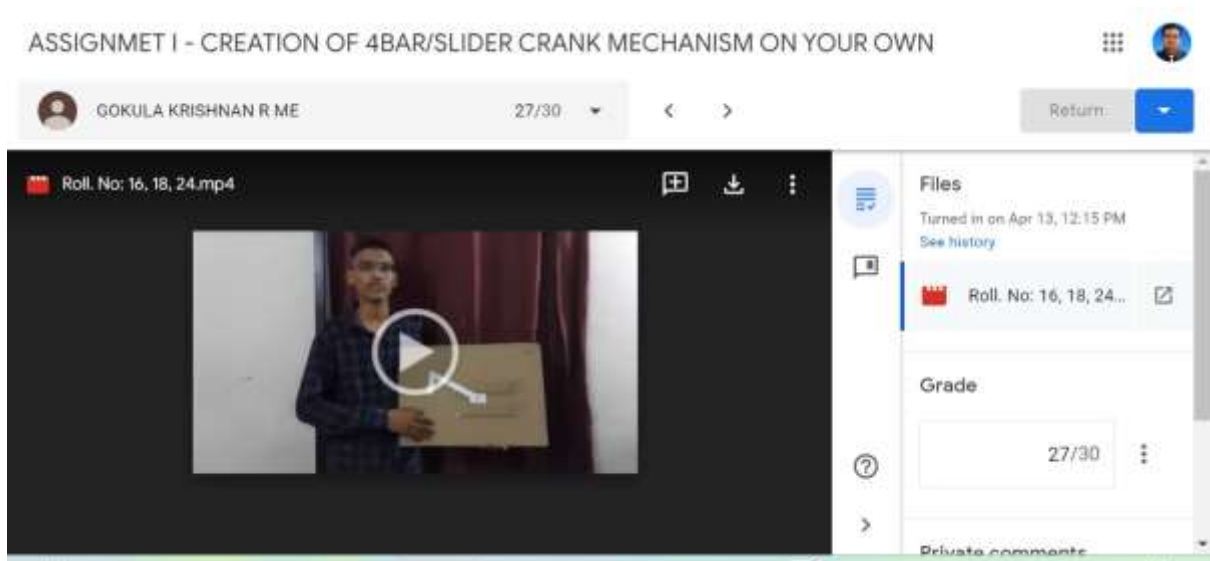 ASSIGNMET I - CREATION OF 4BAR/SLIDER CRANK MECHANISM ON YOUR OWN
GOKULA KRISHNAN R ME
27/30
Return
Roll. No: 16, 18, 24.mp4
Files
Turned in on Apr 13, 12:15 PM
See history
Roll. No: 16, 18, 24...
Grade
27/30
Private comments